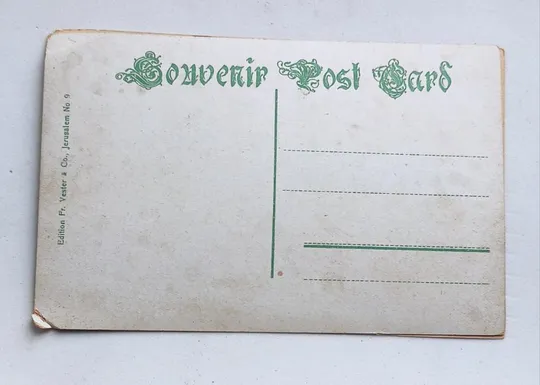 Souvenir Post Card
Edition Fr. Vester & Co., Jerusalem No 9